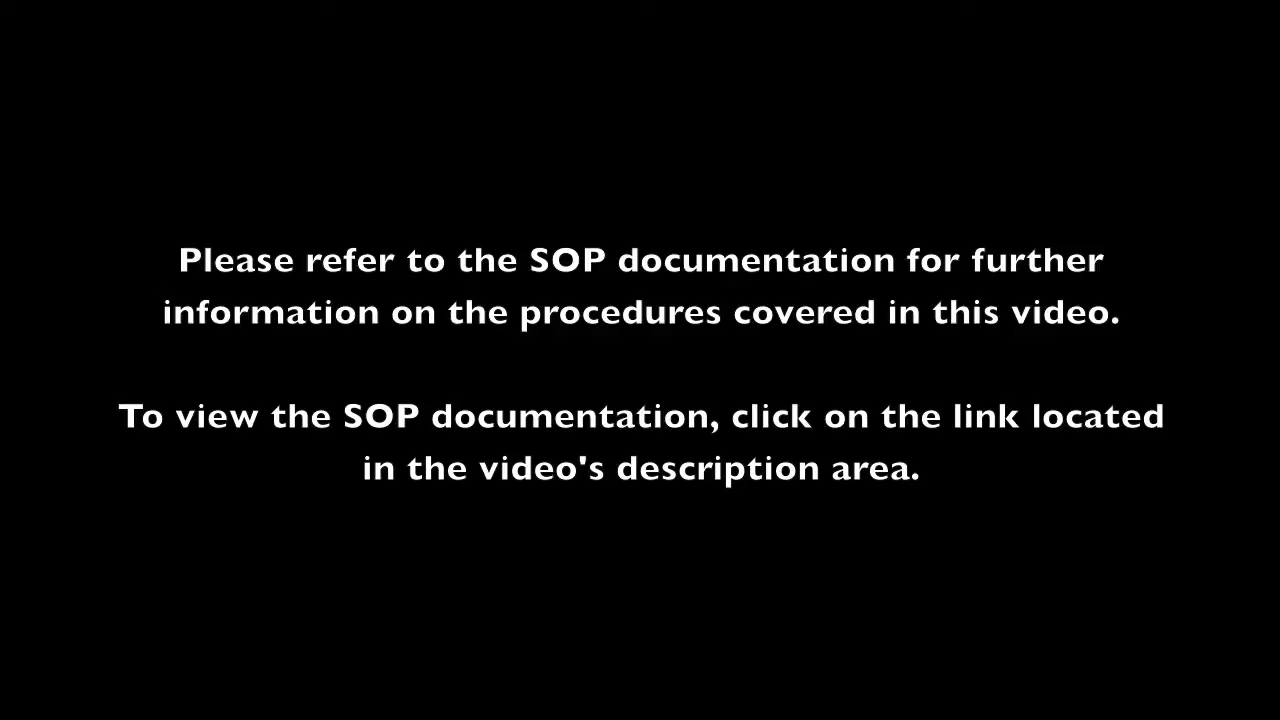 Please refer to the SOP documentation for further
information on the procedures covered in this video.
To view the SOP documentation, click on the link located
in the video's description area.